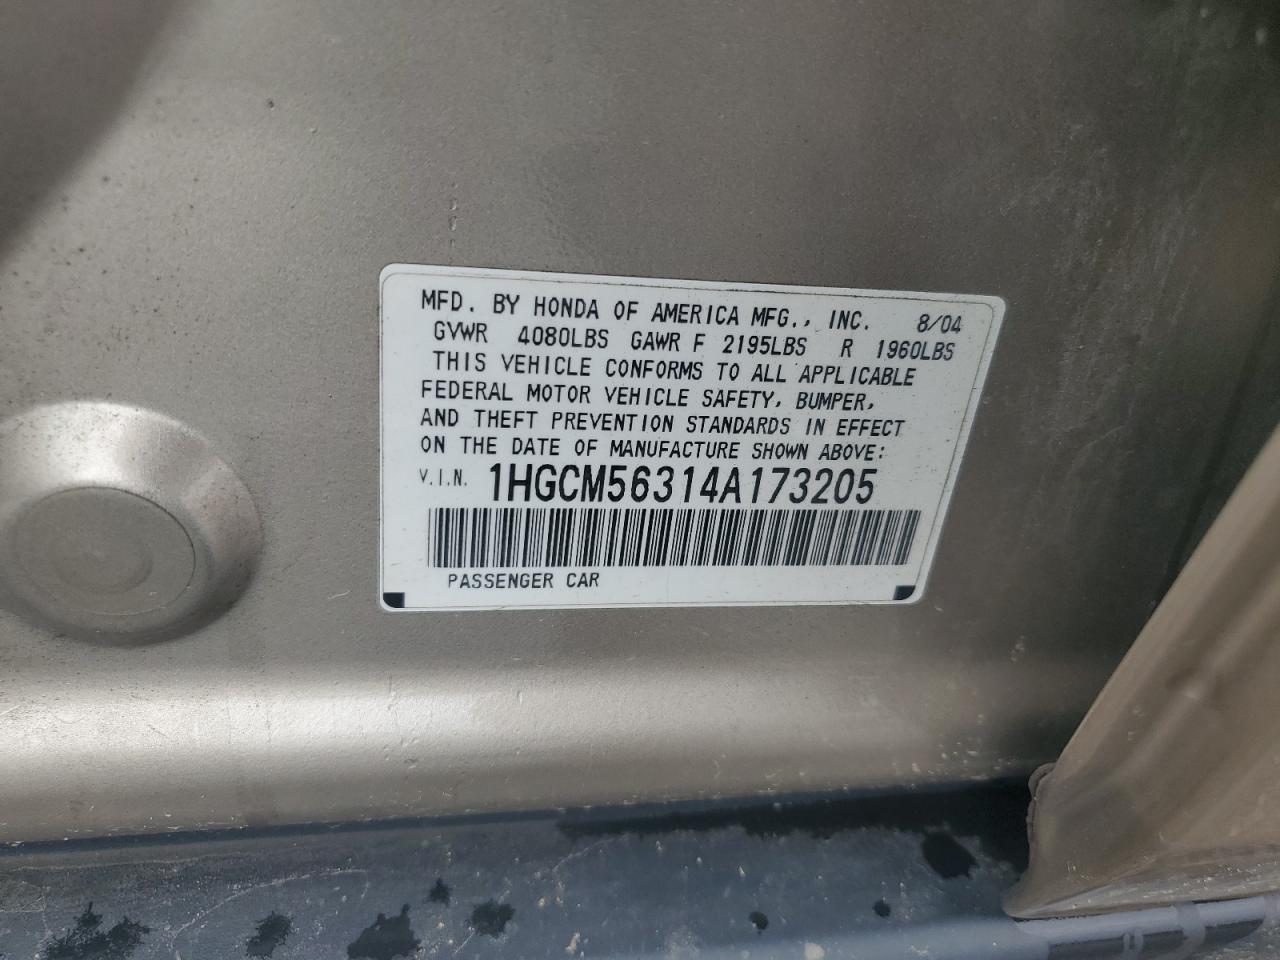 MFD. BY HONDA OF AMERICA MFG., INC. 8/04
GVWR 4080LBS GAWR F 2195LBS R 1960LBS
THIS VEHICLE CONFORMS TO ALL APPLICABLE
FEDERAL MOTOR VEHICLE SAFETY, BUMPER,
AND THEFT PREVENTION STANDARDS IN EFFECT
ON THE DATE OF MANUFACTURE SHOWN ABOVE:
V.I.N. 1HGCM56314A173205
PASSENGER CAR